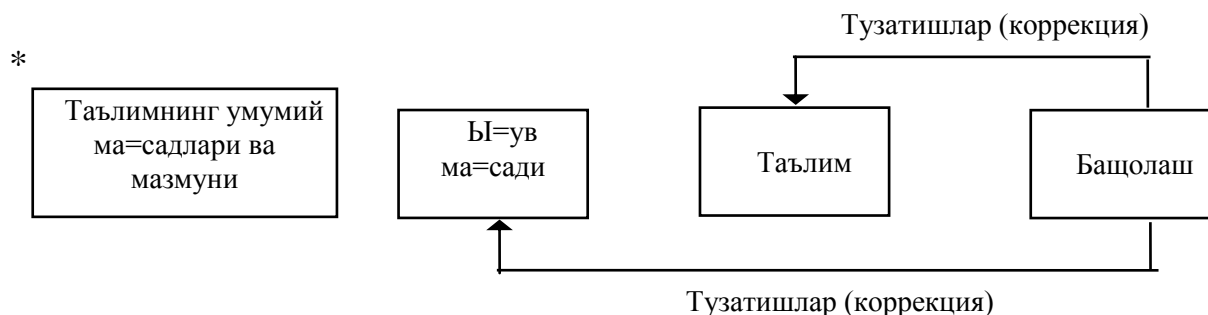 Тузатишлар (коррекция)
*
Таълимнинг умумий
ма=садлари ва
мазмуни
Ы=ув
ма=сади
Таълим
Бащолаш
Тузатишлар (коррекция)